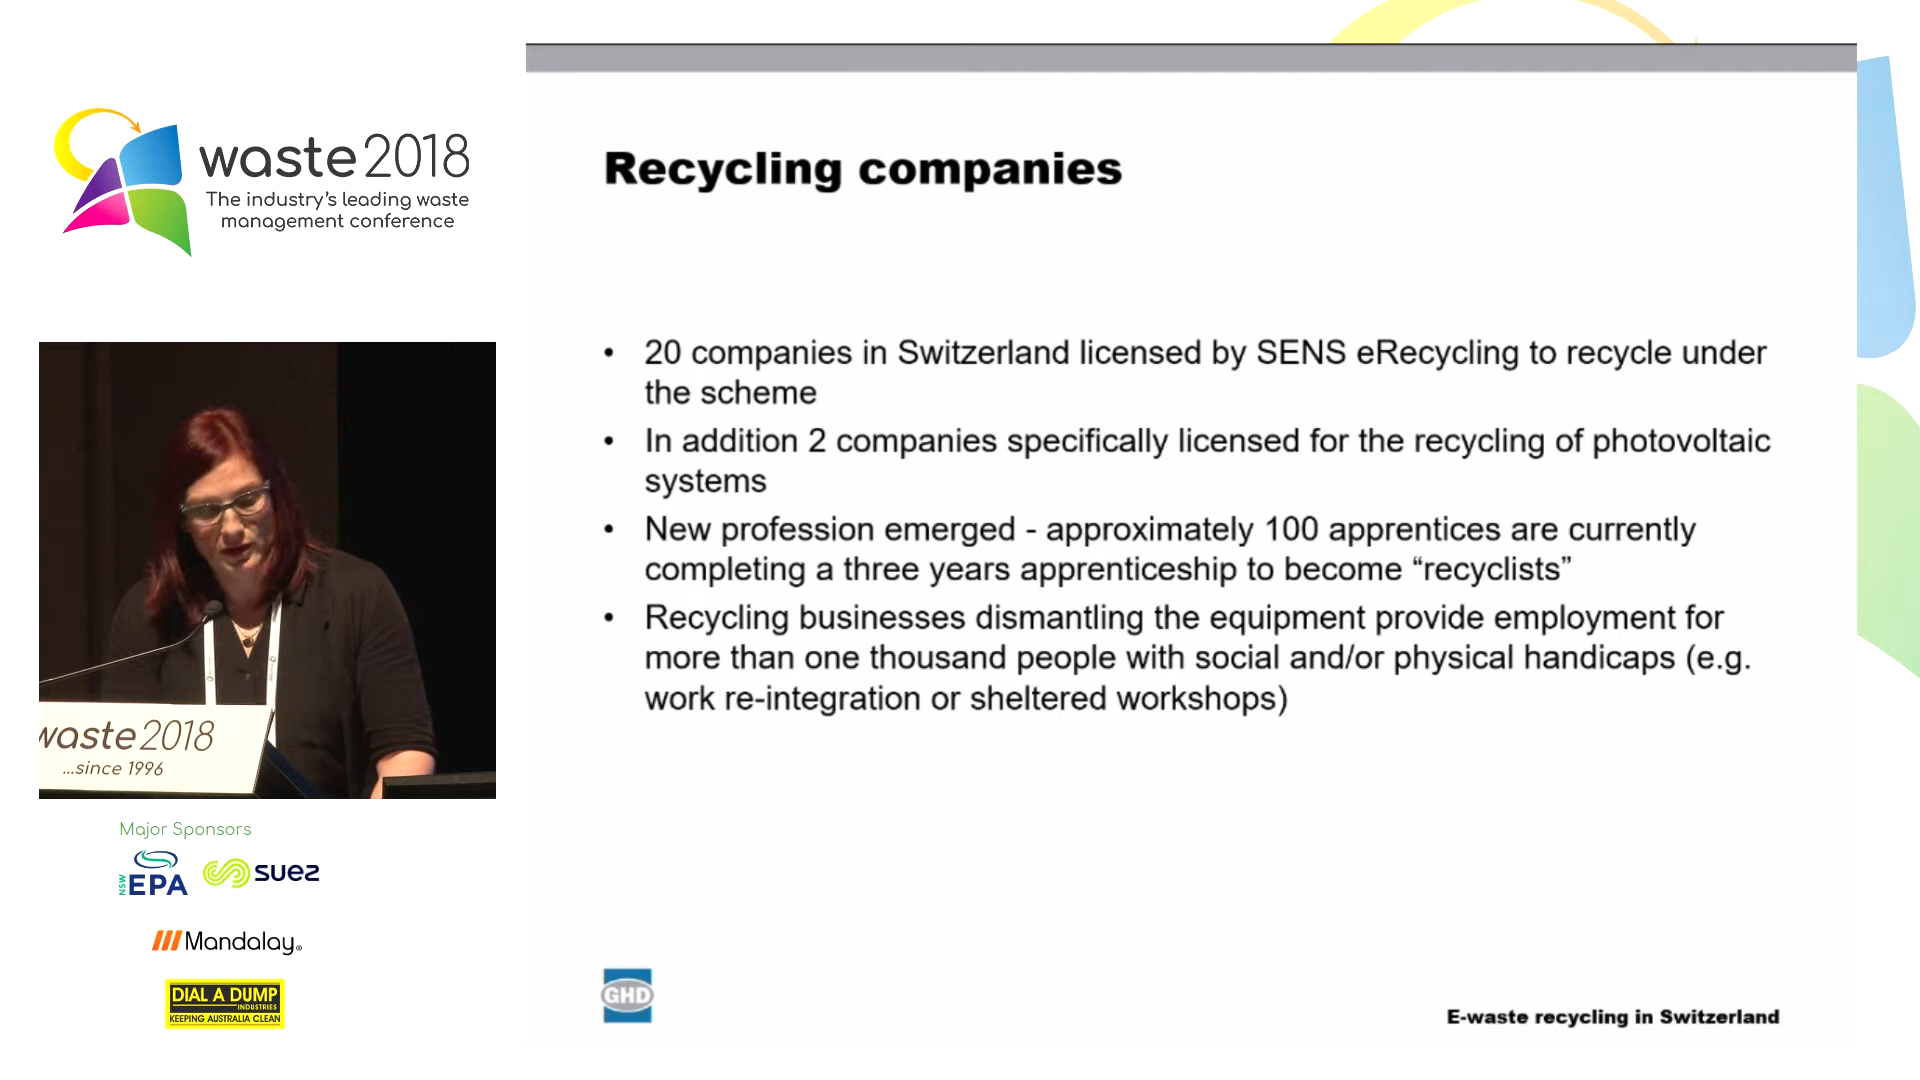 waste2018
The industry's leading waste
management conference
waste2018
...since 1996
Major Sponsors
NSW
EPA
suez
Mandalay®
DIAL A DUMP
INDUSTRIES
KEEPING AUSTRALIA CLEAN
Recycling companies
• 20 companies in Switzerland licensed by SENS eRecycling to recycle under
the scheme
• In addition 2 companies specifically licensed for the recycling of photovoltaic
systems
• New profession emerged - approximately 100 apprentices are currently
completing a three years apprenticeship to become “recyclists”
• Recycling businesses dismantling the equipment provide employment for
more than one thousand people with social and/or physical handicaps (e.g.
work re-integration or sheltered workshops)
GHD
E-waste recycling in Switzerland